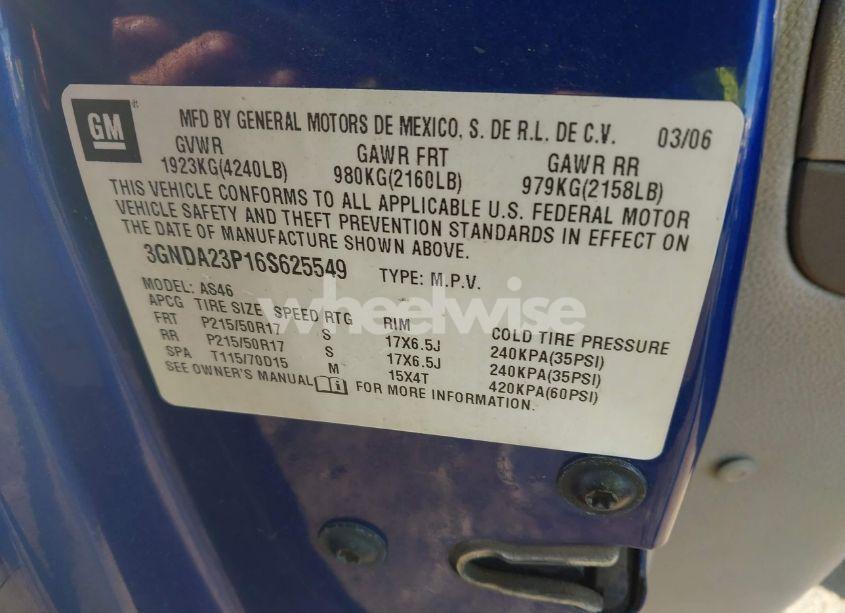 GM
MFD BY GENERAL MOTORS DE MEXICO, S. DE R.L. DE C.V. 03/06
GVWR GAWR FRT GAWR RR
1923KG(4240LB) 980KG(2160LB) 979KG(2158LB)
THIS VEHICLE CONFORMS TO ALL APPLICABLE U.S. FEDERAL MOTOR
VEHICLE SAFETY AND THEFT PREVENTION STANDARDS IN EFFECT ON
THE DATE OF MANUFACTURE SHOWN ABOVE.
3GNDA23P16S625549 TYPE: M.P.V.
MODEL: AS46
APCG TIRE SIZE SPEED RTG RIM COLD TIRE PRESSURE
FRT P215/50R17 S 17X6.5J 240KPA(35PSI)
RR P215/50R17 S 17X6.5J 240KPA(35PSI)
SPA T115/70D15 M 15X4T 420KPA(60PSI)
SEE OWNER'S MANUAL FOR MORE INFORMATION.
wheelwise